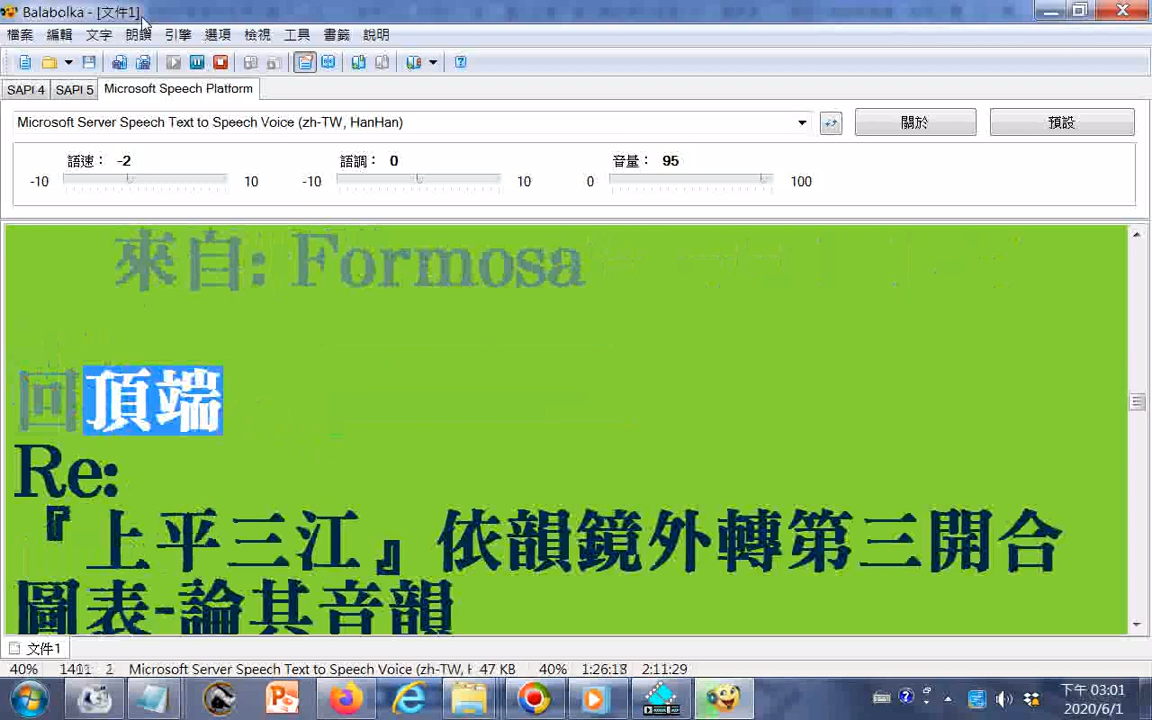 Balabolka - [文件1]
檔案 編輯 文字 朗讀 引擎 選項 檢視 工具 書籤 說明
SAPI 4 SAPI 5 Microsoft Speech Platform
Microsoft Server Speech Text to Speech Voice (zh-TW, HanHan) 關於 預設
語速： -2 語調： 0 音量： 95
-10 10 -10 10 0 100
來自: Formosa
回頂端
Re:
『上平三江』依韻鏡外轉第三開合
圖表-論其音韻
文件1
40% 1411: 2 Microsoft Server Speech Text to Speech Voice (zh-TW, H 47 KB 40% 1:26:18 2:11:29
下午 03:01
2020/6/1